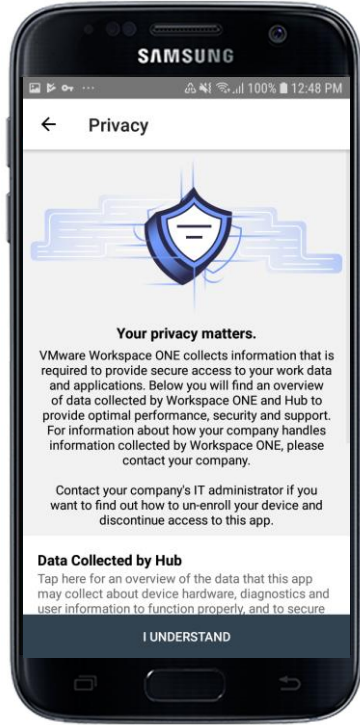 SAMSUNG
100% 12:48 PM
Privacy
Your privacy matters.
VMware Workspace ONE collects information that is
required to provide secure access to your work data
and applications. Below you will find an overview
of data collected by Workspace ONE and Hub to
provide optimal performance, security and support.
For information about how your company handles
information collected by Workspace ONE, please
contact your company.
Contact your company's IT administrator if you
want to find out how to un-enroll your device and
discontinue access to this app.
Data Collected by Hub
Tap here for an overview of the data that this app
may collect about device hardware, diagnostics and
user information to function properly, and to secure
I UNDERSTAND